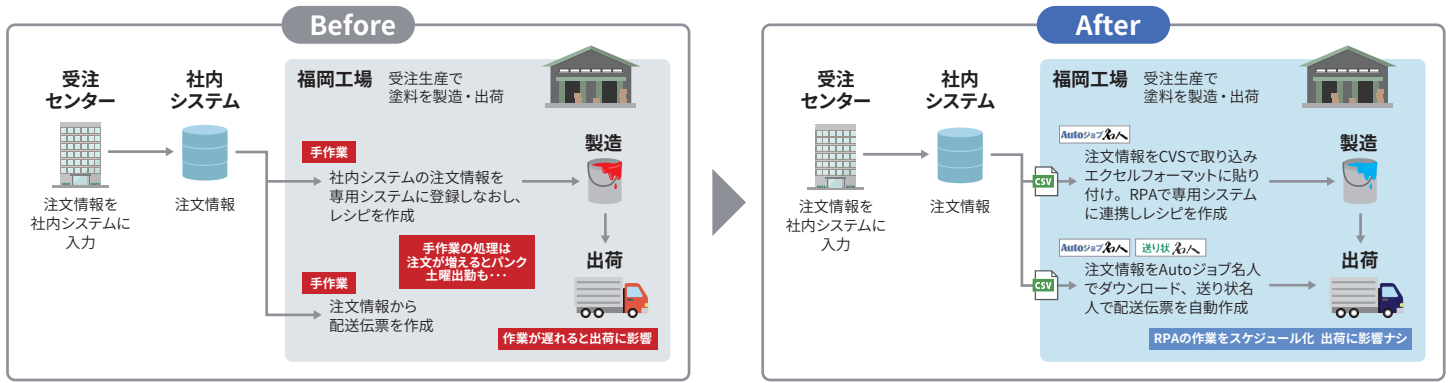 Before
受注
センター
注文情報を
社内システムに
入力
社内
システム
注文情報
福岡工場
受注生産で
塗料を製造・出荷
手作業
社内システムの注文情報を
専用システムに登録しなおし、
レシピを作成
製造
手作業の処理は
注文が増えるとパンク
土曜出勤も・・・
手作業
注文情報から
配送伝票を作成
出荷
作業が遅れると出荷に影響
After
受注
センター
注文情報を
社内システムに
入力
社内
システム
注文情報
福岡工場
受注生産で
塗料を製造・出荷
Autoジョブ名人
CSV
注文情報をCVSで取り込み
エクセルフォーマットに貼り
付け。RPAで専用システム
に連携しレシピを作成
製造
Autoジョブ名人
送り状名人
CSV
注文情報をAutoジョブ名人
でダウンロード、送り状名
人で配送伝票を自動作成
出荷
RPAの作業をスケジュール化 出荷に影響ナシ